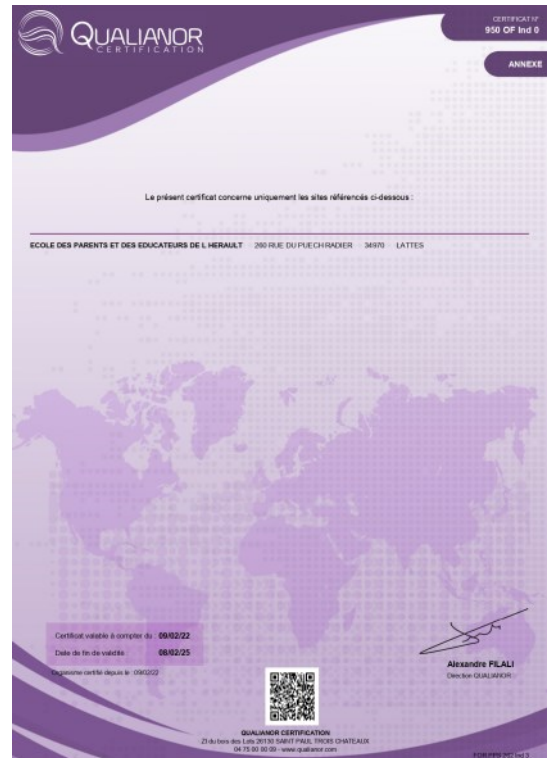 QUALIANOR
CERTIFICATION
CERTIFICAT N°
950 OF Ind 0
ANNEXE
Le présent certificat concerne uniquement les sites référencés ci-dessous :
ECOLE DES PARENTS ET DES EDUCATEURS DE L HERAULT 260 RUE DU PUECH RADIER 34970 LATTES
Certificat valable à compter du : 09/02/22
Date de fin de validité : 08/02/25
Organisme certifié depuis le : 09/02/22
Alexandre FILALI
Direction QUALIANOR
QUALIANOR CERTIFICATION
ZI du bois des Lots 26130 SAINT PAUL TROIS CHATEAUX
04 75 00 00 09 - www.qualianor.com